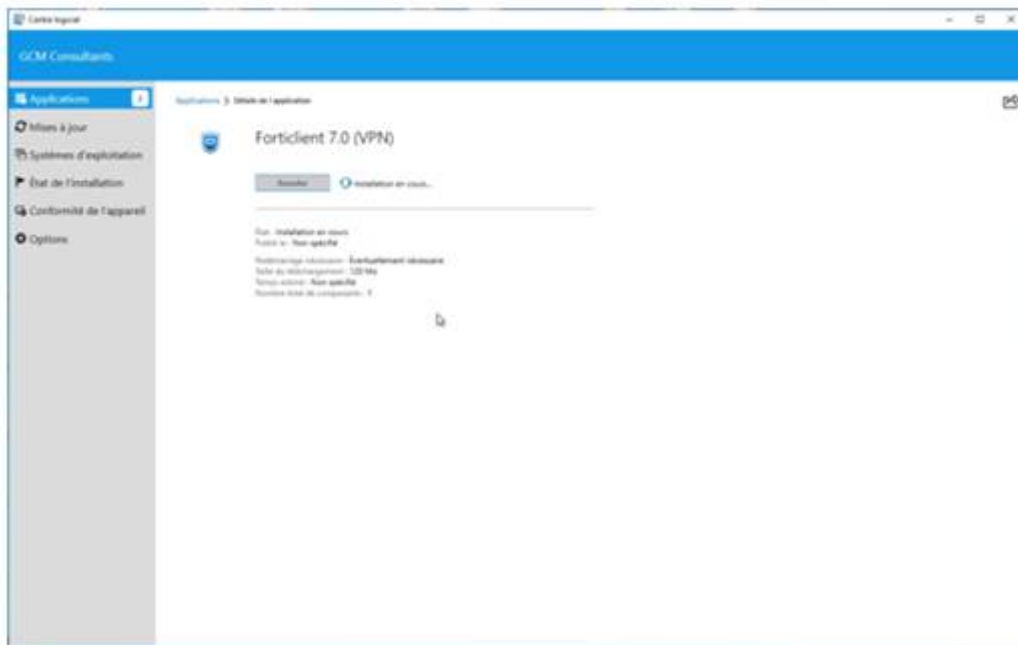 Centre logiciel
GCM Consultants
Applications
Mises à jour
Systèmes d'exploitation
État de l'installation
Conformité de l'appareil
Options
Applications > Détails de l'application
Forticlient 7.0 (VPN)
Installation en cours...
État : Installation en cours
Publié le : Non spécifié
Redémarrage nécessaire : Éventuellement nécessaire
Taille du téléchargement : 120 Mo
Temps estimé : Non spécifié
Nombre total de composants : 1